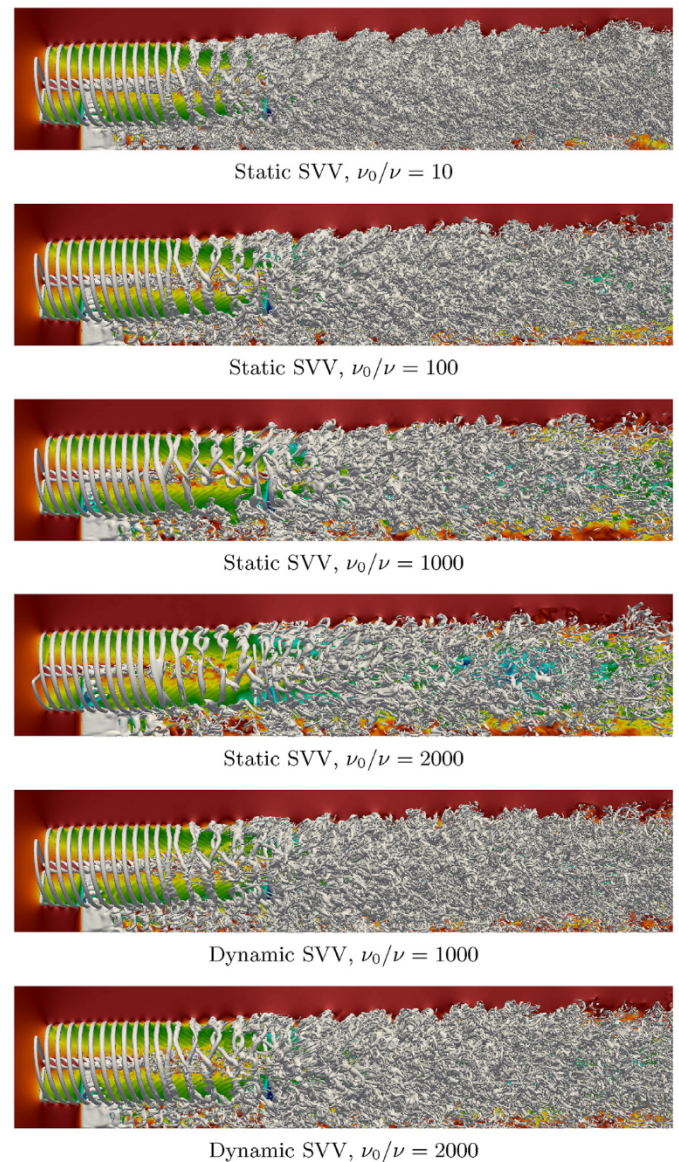 Static SVV, ν₀/ν = 10
Static SVV, ν₀/ν = 100
Static SVV, ν₀/ν = 1000
Static SVV, ν₀/ν = 2000
Dynamic SVV, ν₀/ν = 1000
Dynamic SVV, ν₀/ν = 2000